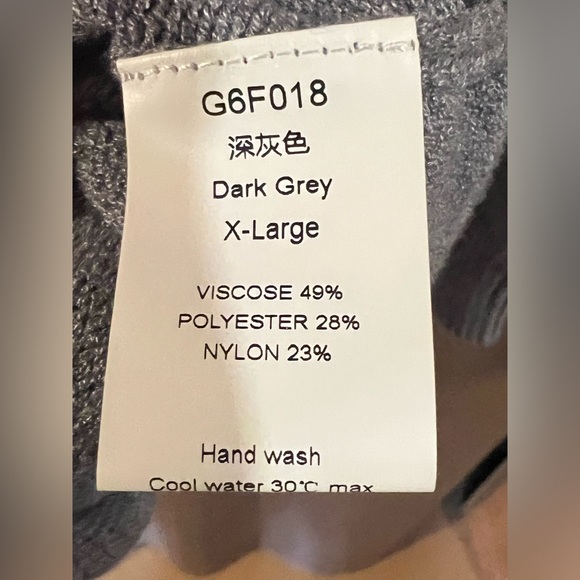 G6F018
深灰色
Dark Grey
X-Large
VISCOSE 49%
POLYESTER 28%
NYLON 23%
Hand wash
Cool water 30℃ max